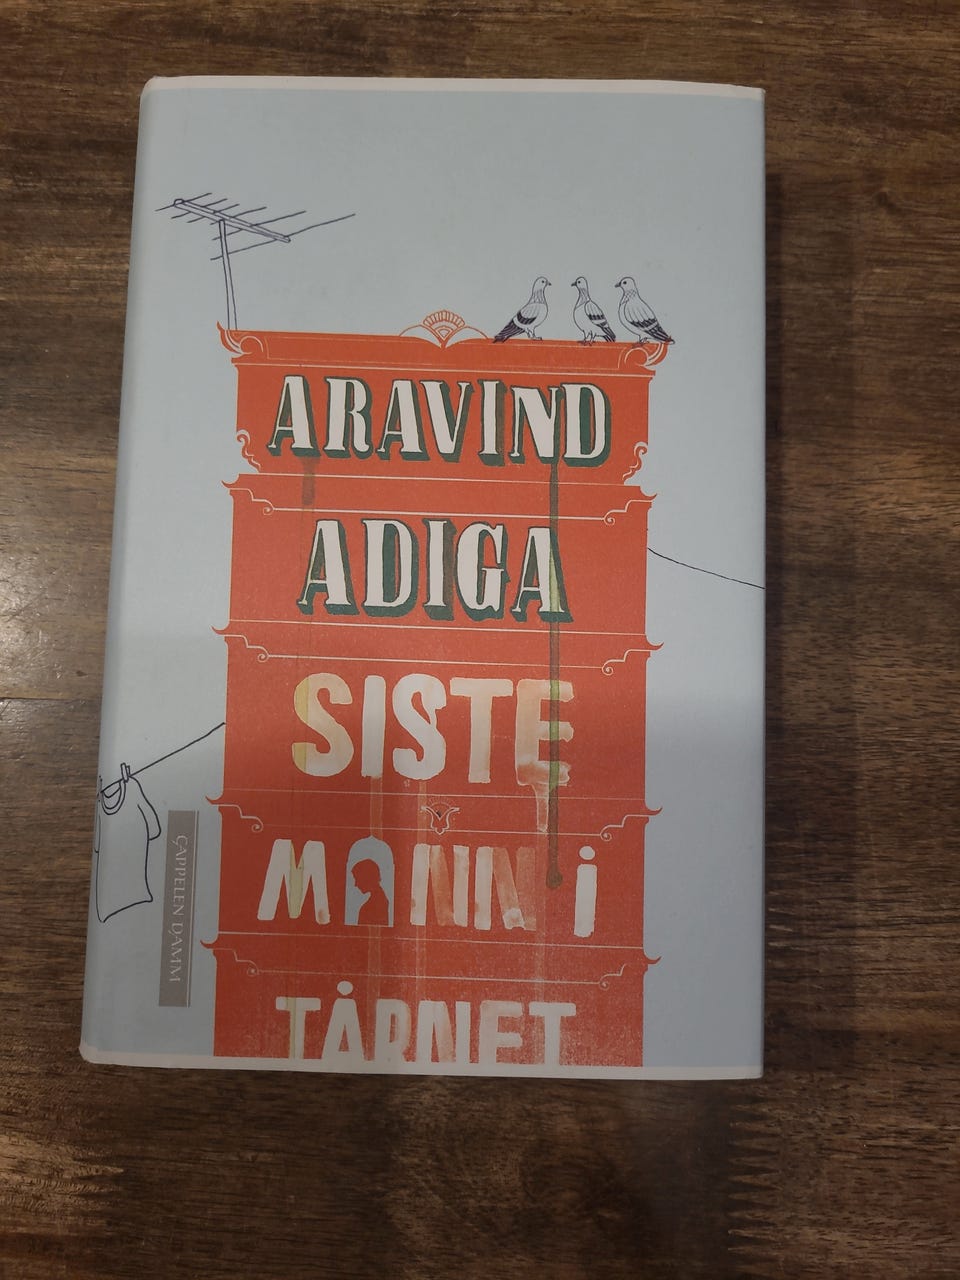 ARAVIND
ADIGA
SISTE
MANN i
TÅRNET
CAPPELEN DAMM